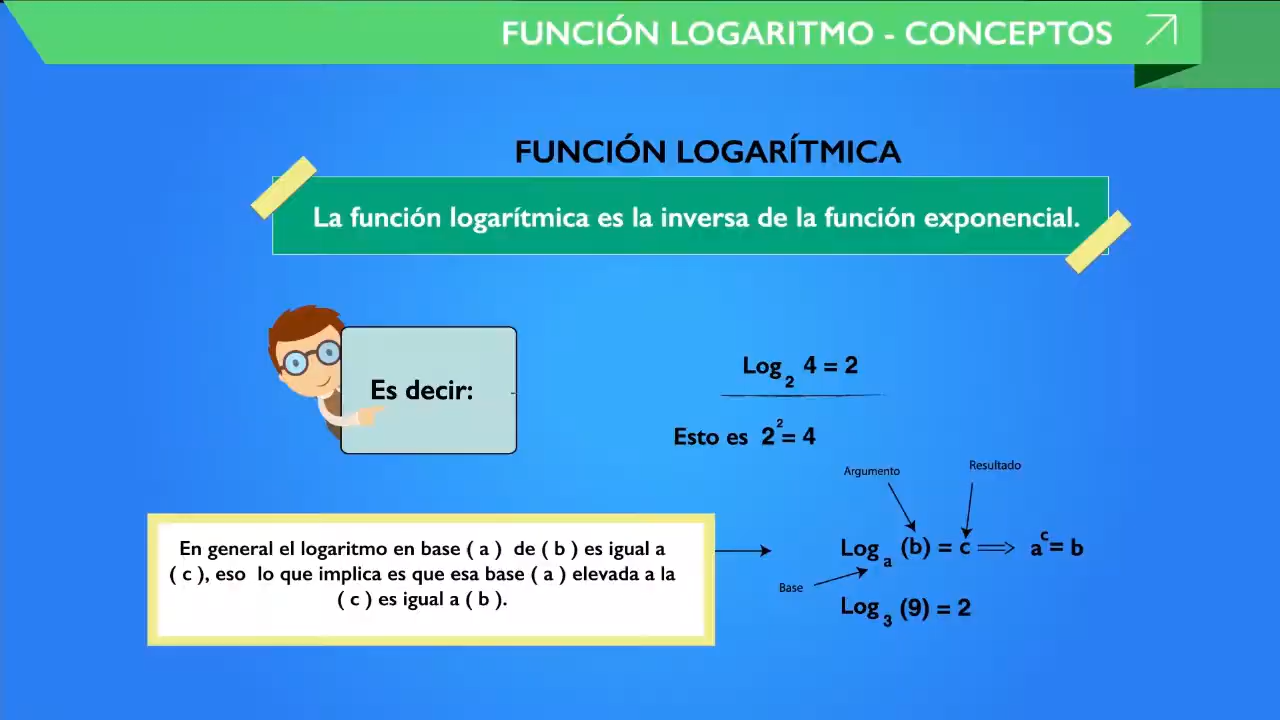 FUNCIÓN LOGARITMO - CONCEPTOS
FUNCIÓN LOGARÍTMICA
La función logarítmica es la inversa de la función exponencial.
Es decir:
Log₂ 4 = 2
Esto es 2² = 4
Argumento
Resultado
En general el logaritmo en base ( a ) de ( b ) es igual a
( c ), eso lo que implica es que esa base ( a ) elevada a la
( c ) es igual a ( b ).
Logₐ (b) = c ⟹ aᶜ = b
Base
Log₃ (9) = 2